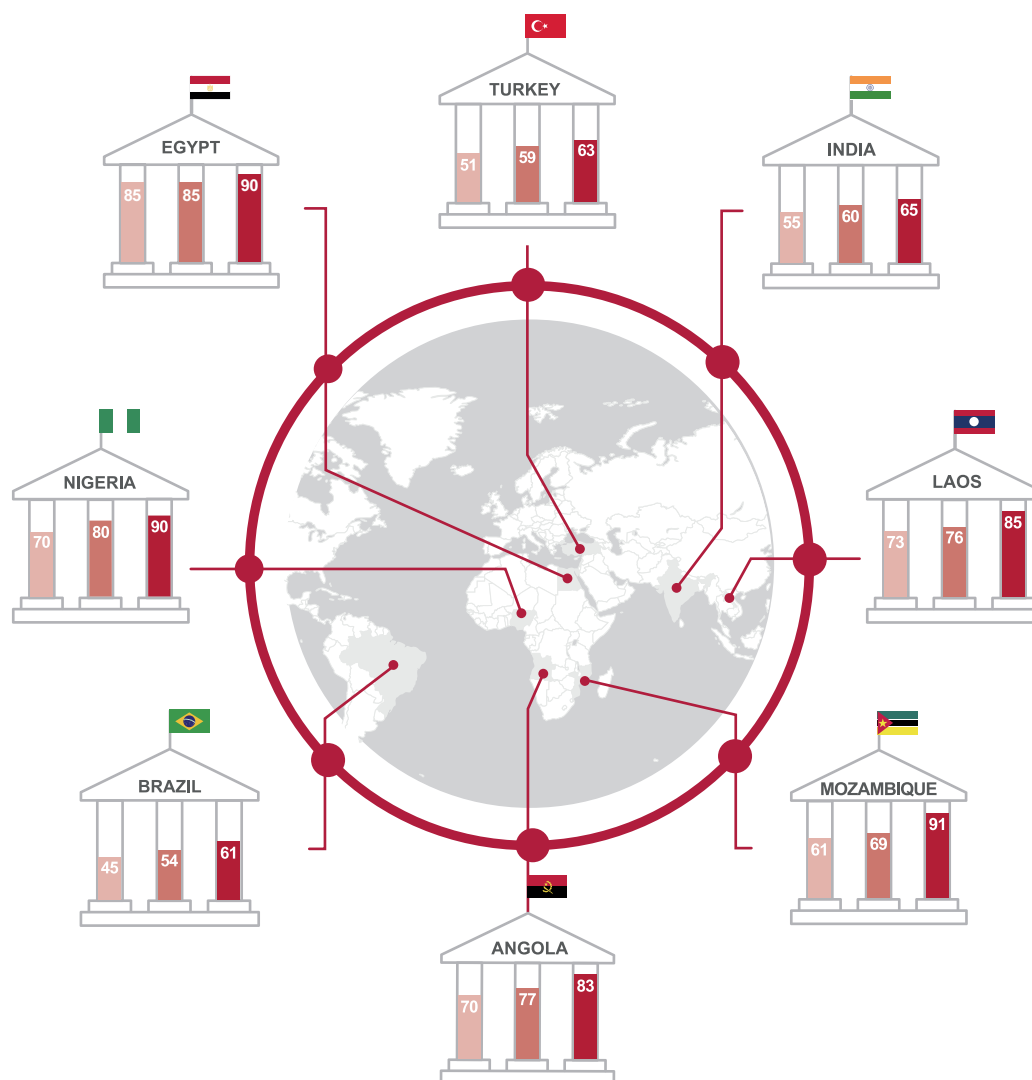 TURKEY
51 59 63
EGYPT
85 85 90
INDIA
55 60 65
NIGERIA
70 80 90
LAOS
73 76 85
BRAZIL
45 54 61
MOZAMBIQUE
61 69 91
ANGOLA
70 77 83